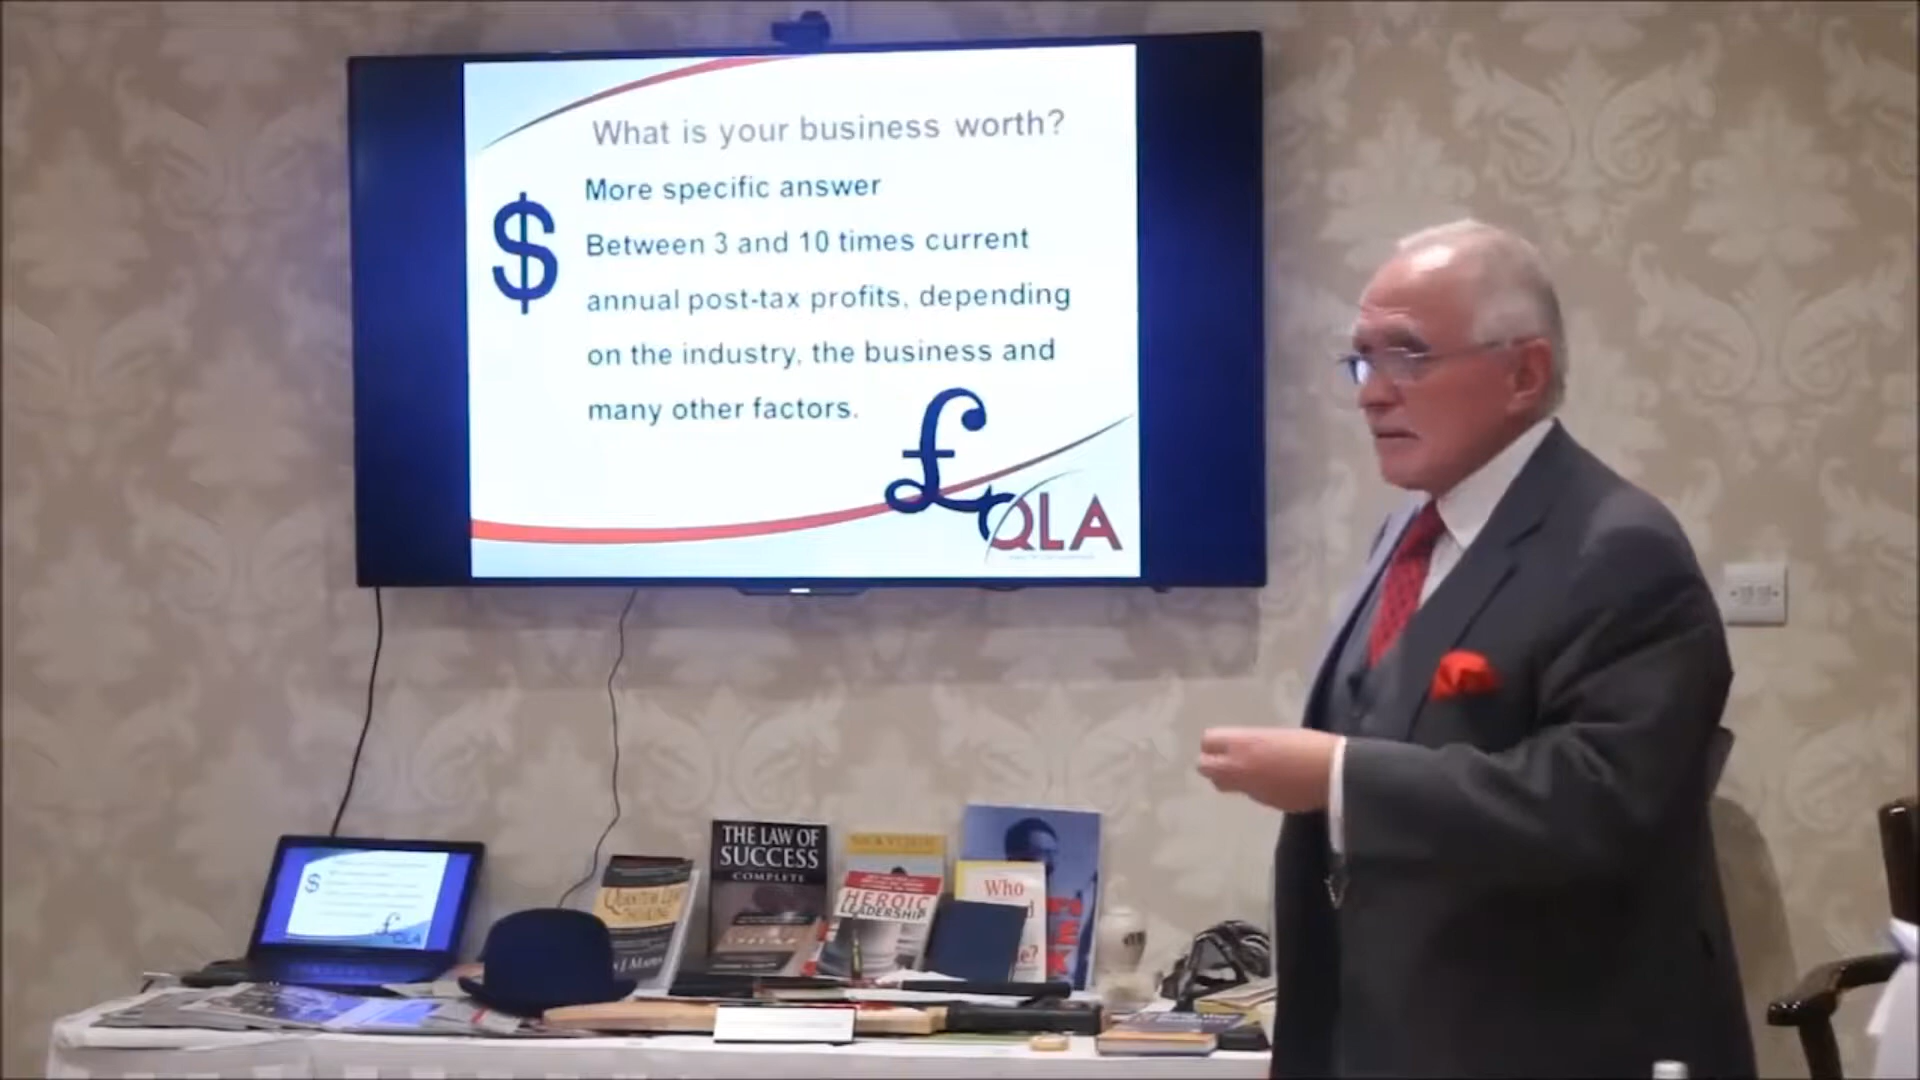 What is your business worth?
$
More specific answer
Between 3 and 10 times current
annual post-tax profits, depending
on the industry, the business and
many other factors.
£
QLA
THE LAW OF
SUCCESS
COMPLETE
HEROIC
LEADERSHIP
Who
$
£
QLA